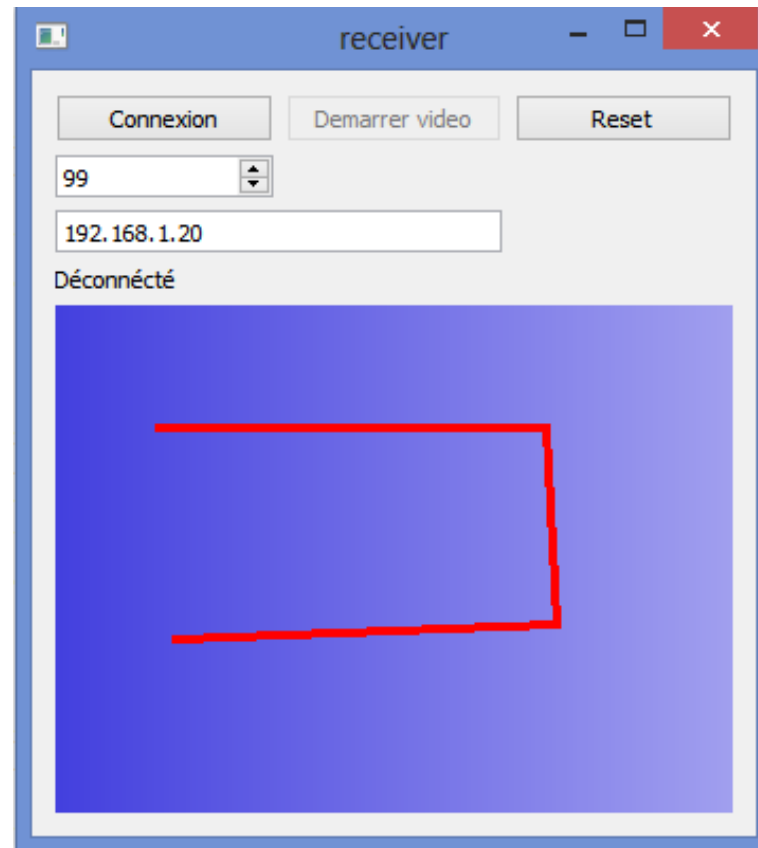 receiver
Connexion Demarrer video Reset
99
192.168.1.20
Déconnécté